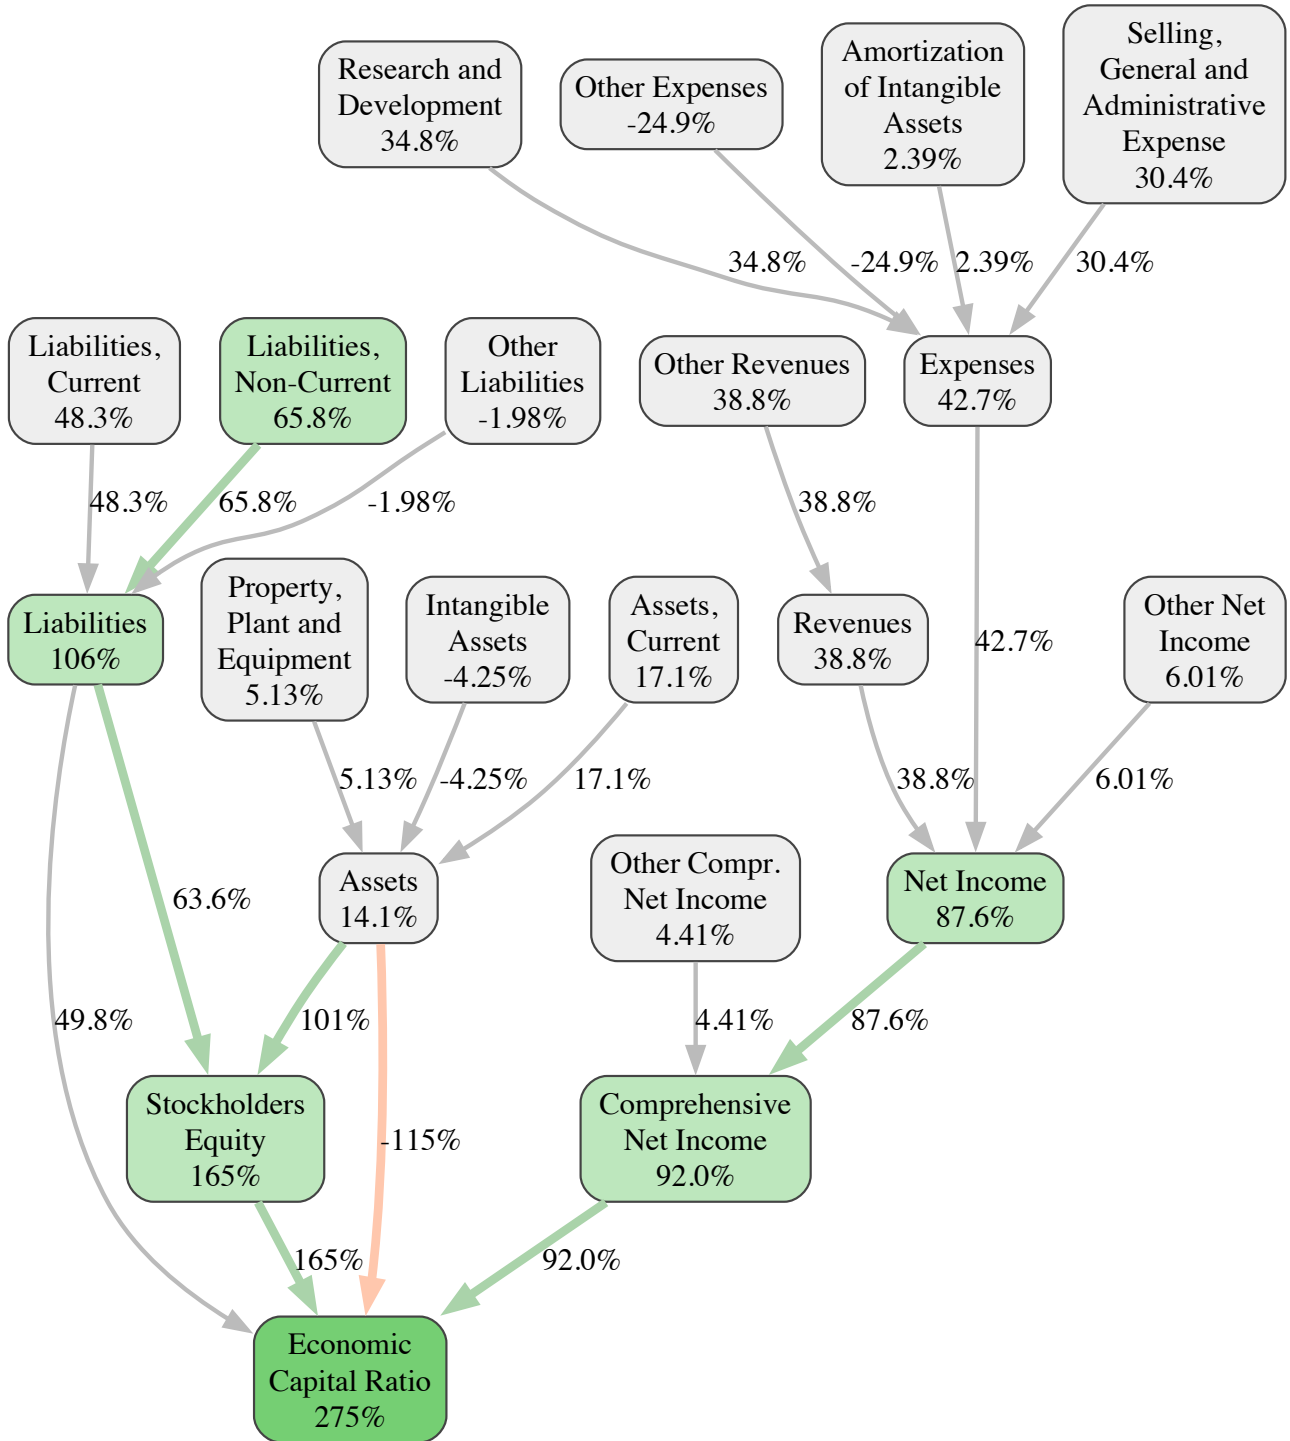 Research and
Development
34.8%
Other Expenses
-24.9%
Amortization
of Intangible
Assets
2.39%
Selling,
General and
Administrative
Expense
30.4%
34.8%
-24.9%
2.39%
30.4%
Liabilities,
Current
48.3%
Liabilities,
Non-Current
65.8%
Other
Liabilities
-1.98%
Other Revenues
38.8%
Expenses
42.7%
48.3%
65.8%
-1.98%
38.8%
Liabilities
106%
Property,
Plant and
Equipment
5.13%
Intangible
Assets
-4.25%
Assets,
Current
17.1%
Revenues
38.8%
42.7%
Other Net
Income
6.01%
5.13%
-4.25%
17.1%
38.8%
6.01%
63.6%
Assets
14.1%
Other Compr.
Net Income
4.41%
Net Income
87.6%
49.8%
101%
4.41%
87.6%
Stockholders
Equity
165%
-115%
Comprehensive
Net Income
92.0%
165%
92.0%
Economic
Capital Ratio
275%